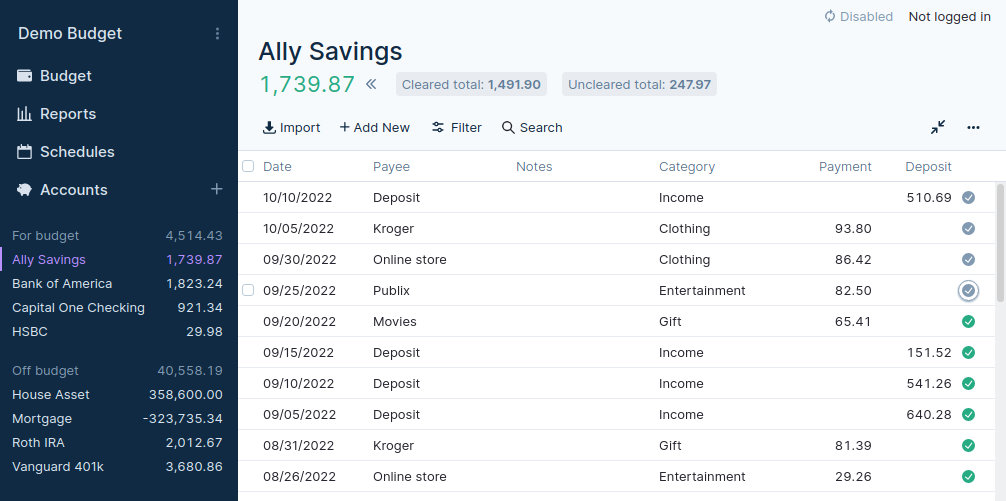 Demo Budget
Budget
Reports
Schedules
Accounts
For budget 4,514.43
Ally Savings 1,739.87
Bank of America 1,823.24
Capital One Checking 921.34
HSBC 29.98
Off budget 40,558.19
House Asset 358,600.00
Mortgage -323,735.34
Roth IRA 2,012.67
Vanguard 401k 3,680.86
Disabled Not logged in
Ally Savings
1,739.87 Cleared total: 1,491.90 Uncleared total: 247.97
Import Add New Filter Search
Date Payee Notes Category Payment Deposit
10/10/2022 Deposit Income 510.69
10/05/2022 Kroger Clothing 93.80
09/30/2022 Online store Clothing 86.42
09/25/2022 Publix Entertainment 82.50
09/20/2022 Movies Gift 65.41
09/15/2022 Deposit Income 151.52
09/10/2022 Deposit Income 541.26
09/05/2022 Deposit Income 640.28
08/31/2022 Kroger Gift 81.39
08/26/2022 Online store Entertainment 29.26